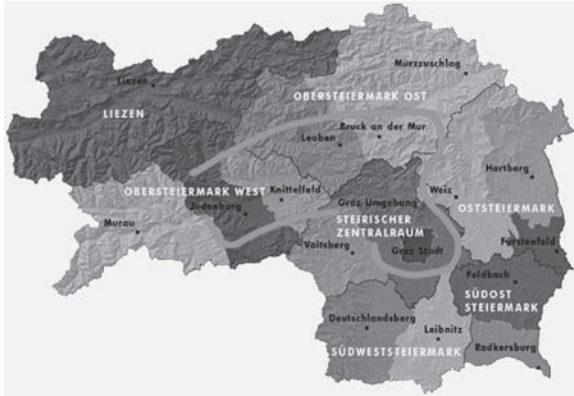 Mürzzuschlag
Liezen
OBERSTEIERMARK OST
LIEZEN
Bruck an der Mur
Leoben
Hartberg
OBERSTEIERMARK WEST
Knittelfeld
Weiz
Judenburg
Graz Umgebung
OSTSTEIERMARK
Murau
STEIRISCHER
ZENTRALRAUM
Voitsberg
Graz Stadt
Fürstenfeld
Feldbach
SÜDOST
STEIERMARK
Deutschlandsberg
Leibnitz
SÜDWESTSTEIERMARK
Radkersburg